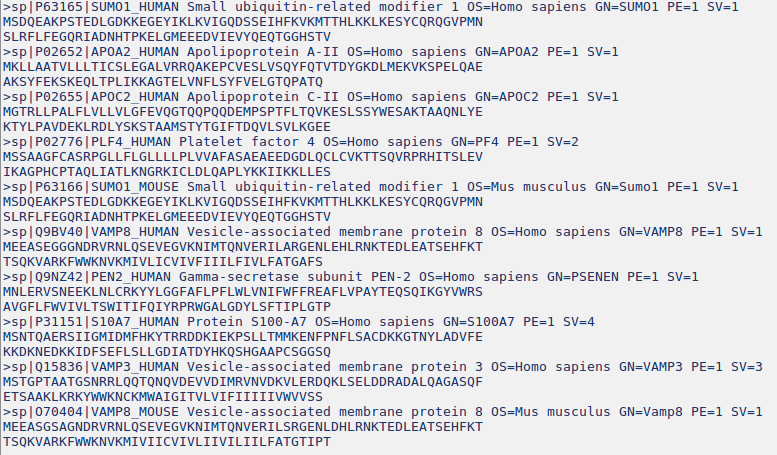 >sp|P63165|SUMO1_HUMAN Small ubiquitin-related modifier 1 OS=Homo sapiens GN=SUMO1 PE=1 SV=1
MSDQEAKPSTEDLGDKKEGEYIKLKVIGQDSSEIHFKVKMTTHLKKLKESYCQRQGVPMN
SLRFLFEGQRIADNHTPKELGMEEEDVIEVYQEQTGGHSTV
>sp|P02652|APOA2_HUMAN Apolipoprotein A-II OS=Homo sapiens GN=APOA2 PE=1 SV=1
MKLLAATVLLLTICSLEGALVRRQAKEPCVESLVSQYFQTVTDYGKDLMEKVKSPELQAE
AKSYFEKSKEQLTPLIKKAGTELVNFLSYFVELGTQPATQ
>sp|P02655|APOC2_HUMAN Apolipoprotein C-II OS=Homo sapiens GN=APOC2 PE=1 SV=1
MGTRLLPALFLVLLVLGFEVQGTQQPQQDEMPSPTFLTQVKESLSSYWESAKTAAQNLYE
KTYLPAVDEKLRDLYSKSTAAMSTYTGIFTDQVLSVLKGEE
>sp|P02776|PLF4_HUMAN Platelet factor 4 OS=Homo sapiens GN=PF4 PE=1 SV=2
MSSAAGFCASRPGLLFLGLLLLPLVVAFASAEAEEDGDLQCLCVKTTSQVRPRHITSLEV
IKAGPHCPTAQLIATLKNGRKICLDLQAPLYKKIIKKLLES
>sp|P63166|SUMO1_MOUSE Small ubiquitin-related modifier 1 OS=Mus musculus GN=Sumo1 PE=1 SV=1
MSDQEAKPSTEDLGDKKEGEYIKLKVIGQDSSEIHFKVKMTTHLKKLKESYCQRQGVPMN
SLRFLFEGQRIADNHTPKELGMEEEDVIEVYQEQTGGHSTV
>sp|Q9BV40|VAMP8_HUMAN Vesicle-associated membrane protein 8 OS=Homo sapiens GN=VAMP8 PE=1 SV=1
MEEASEGGGNDRVRNLQSEVEGVKNIMTQNVERILARGENLEHLRNKTEDLEATSEHFKT
TSQKVARKFWWKNVKMIVLICVIVFIIILFIVLFATGAFS
>sp|Q9NZ42|PEN2_HUMAN Gamma-secretase subunit PEN-2 OS=Homo sapiens GN=PSENEN PE=1 SV=1
MNLERVSNEEKLNLCRKYYLGGFAFLPFLWLVNIFWFFREAFLVPAYTEQSQIKGYVWRS
AVGFLFWVIVLTSWITIFQIYRPRWGALGDYLSFTIPLGTP
>sp|P31151|S10A7_HUMAN Protein S100-A7 OS=Homo sapiens GN=S100A7 PE=1 SV=4
MSNTQAERSIIGMIDMFHKYTRRDDKIEKPSLLTMMKENFPNFLSACDKKGTNYLADVFE
KKDKNEDKKIDFSEFLSLLGDIATDYHKQSHGAAPCSGGSQ
>sp|Q15836|VAMP3_HUMAN Vesicle-associated membrane protein 3 OS=Homo sapiens GN=VAMP3 PE=1 SV=3
MSTGPTAATGSNRRLQQTQNQVDEVVDIMRVNVDKVLERDQKLSELDDRADALQAGASQF
ETSAAKLKRKYWWKNCKMWAIGITVLVIFIIIIIVWVVSS
>sp|O70404|VAMP8_MOUSE Vesicle-associated membrane protein 8 OS=Mus musculus GN=Vamp8 PE=1 SV=1
MEEASGSAGNDRVRNLQSEVEGVKNIMTQNVERILSRGENLDHLRNKTEDLEATSEHFKT
TSQKVARKFWWKNVKMIVIICVIVLIIVILIILFATGTIPT